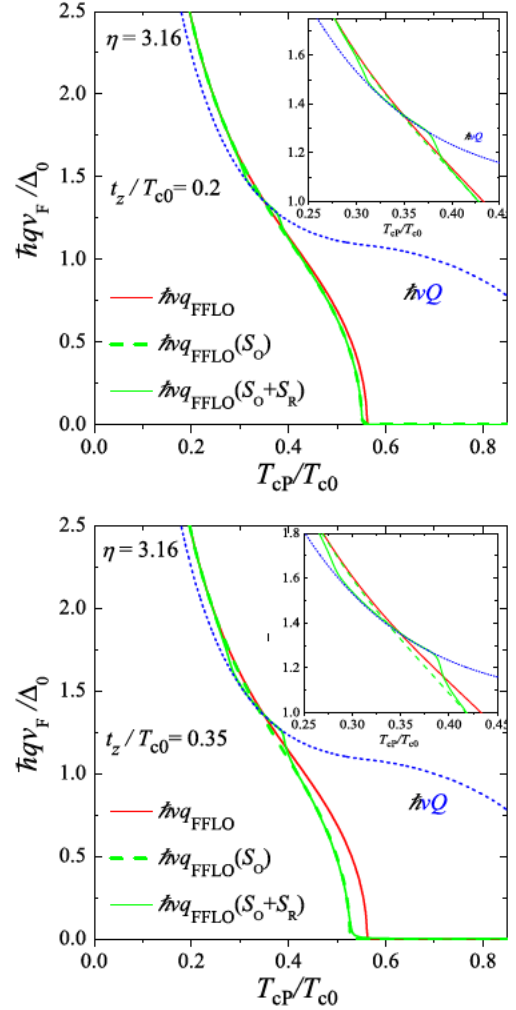 2.5
η = 3.16
2.0
t_z / T_c0 = 0.2
1.5
ℏqv_F/Δ_0
1.0
ℏvQ
ℏvq_FFLO
0.5
ℏvq_FFLO(S_O)
ℏvq_FFLO(S_O+S_R)
0.0
0.0 0.2 0.4 0.6 0.8
T_cP/T_c0
1.6
1.4
1.2
1.0
ℏvQ
0.25 0.30 0.35 0.40 0.45
T_cP/T_c0
2.5
η = 3.16
2.0
1.5
t_z / T_c0 = 0.35
ℏqv_F/Δ_0
1.0
ℏvQ
ℏvq_FFLO
0.5
ℏvq_FFLO(S_O)
ℏvq_FFLO(S_O+S_R)
0.0
0.0 0.2 0.4 0.6 0.8
T_cP/T_c0
1.8
1.6
1.4
1.2
1.0
0.25 0.30 0.35 0.40 0.45
T_cP/T_c0